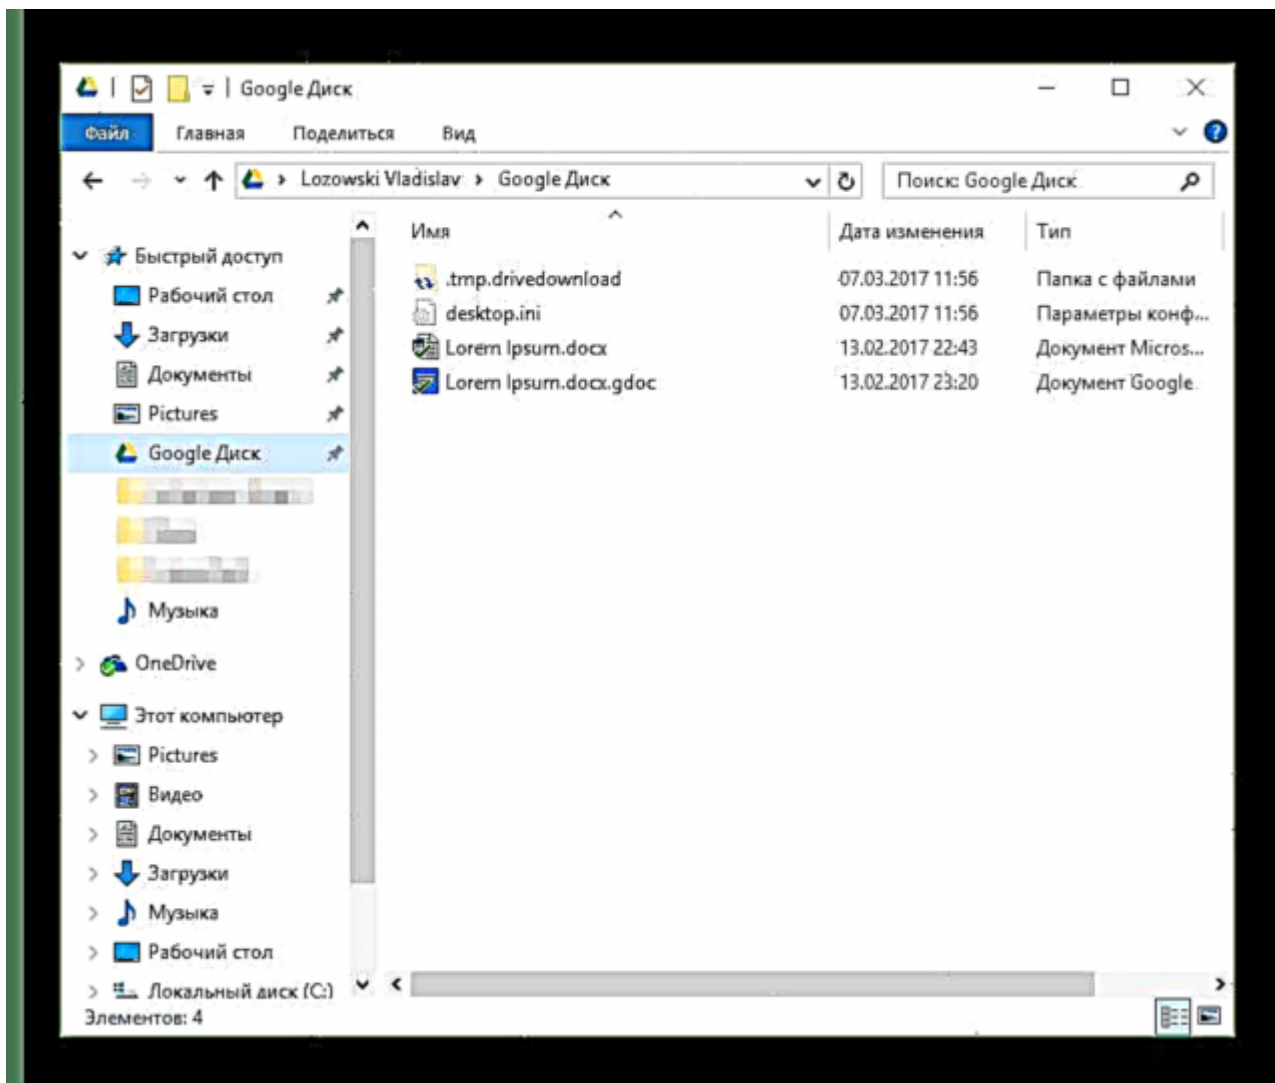 Google Диск
Файл Главная Поделиться Вид
Lozowski Vladislav Google Диск Поиск: Google Диск
Имя Дата изменения Тип
.tmp.drivedownload 07.03.2017 11:56 Папка с файлами
desktop.ini 07.03.2017 11:56 Параметры конф...
Lorem Ipsum.docx 13.02.2017 22:43 Документ Micros...
Lorem Ipsum.docx.gdoc 13.02.2017 23:20 Документ Google
Быстрый доступ
Рабочий стол
Загрузки
Документы
Pictures
Google Диск
Музыка
OneDrive
Этот компьютер
Pictures
Видео
Документы
Загрузки
Музыка
Рабочий стол
Локальный диск (C:)
Элементов: 4